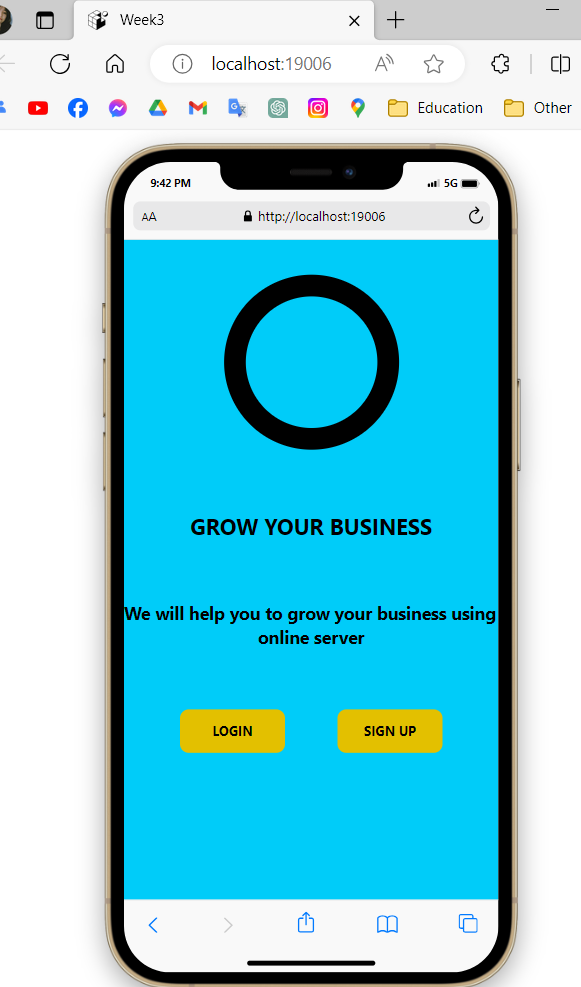 Week3
localhost:19006
Education
Other
9:42 PM
5G
AA
http://localhost:19006
GROW YOUR BUSINESS
We will help you to grow your business using
online server
LOGIN
SIGN UP